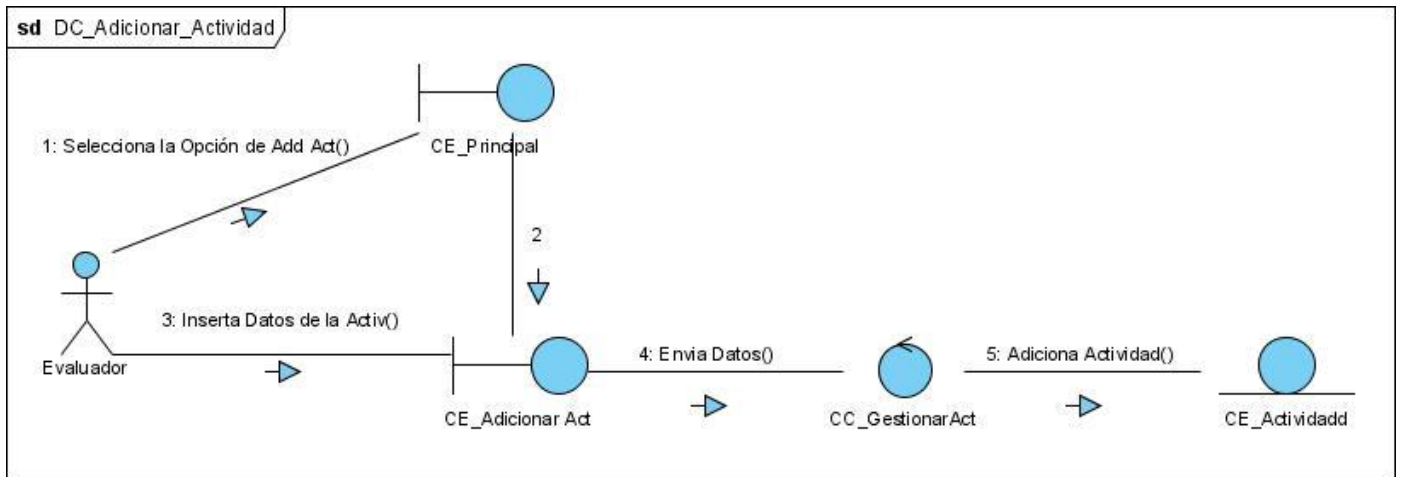 sd DC_Adicionar_Actividad
CE_Principal
1: Selecciona la Opción de Add Act()
2
3: Inserta Datos de la Activ()
Evaluador
4: Envia Datos()
5: Adiciona Actividad()
CE_Adicionar Act
CC_GestionarAct
CE_Actividadd